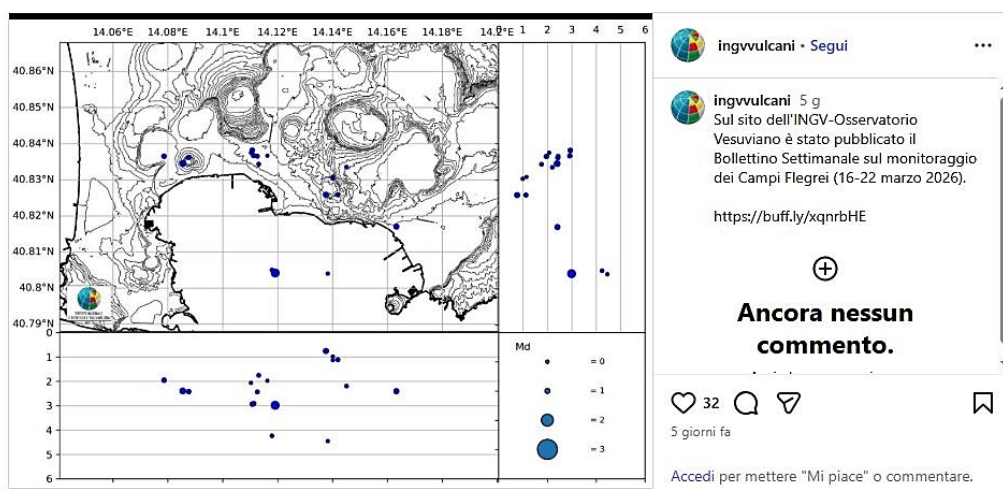 14.06°E 14.08°E 14.1°E 14.12°E 14.14°E 14.16°E 14.18°E
0 1 2 3 4 5 6
40.86°N
40.85°N
40.84°N
40.83°N
40.82°N
40.81°N
40.8°N
40.79°N
0
1
2
3
4
5
6
Md
= 0
= 1
= 2
= 3
ingvvulcani • Segui
ingvvulcani 5 g
Sul sito dell'INGV-Osservatorio
Vesuviano è stato pubblicato il
Bollettino Settimanale sul monitoraggio
dei Campi Flegrei (16-22 marzo 2026).
https://buff.ly/xqnrbHE
Ancora nessun
commento.
32
5 giorni fa
Accedi per mettere "Mi piace" o commentare.